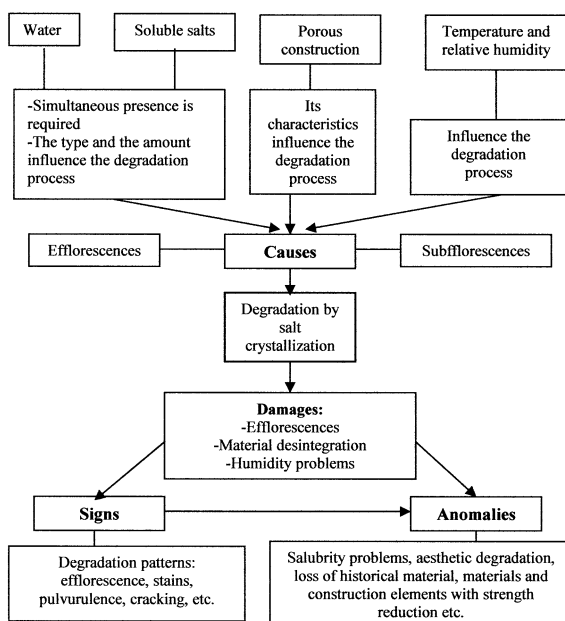 Water
Soluble salts
Porous
construction
Temperature and
relative humidity
-Simultaneous presence is
required
-The type and the amount
influence the degradation
process
Its
characteristics
influence the
degradation
process
Influence the
degradation
process
Efflorescences
Causes
Subfflorescences
Degradation by
salt
crystallization
Damages:
-Efflorescences
-Material desintegration
-Humidity problems
Signs
Anomalies
Degradation patterns:
efflorescence, stains,
pulvurulence, cracking, etc.
Salubrity problems, aesthetic degradation,
loss of historical material, materials and
construction elements with strength
reduction etc.